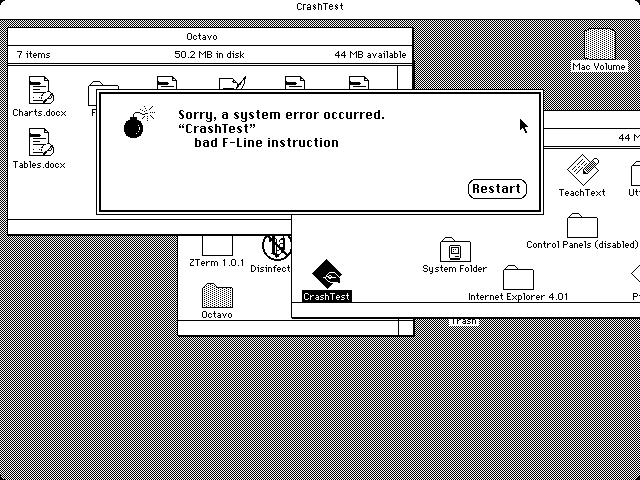 CrashTest
Octavo
7 items 50.2 MB in disk 44 MB available
Mac Volume
Charts.docx
Sorry, a system error occurred.
“CrashTest”
bad F-Line instruction
Restart
Tables.docx
44 M
TeachText
Control Panels (disabled)
ZTerm 1.0.1
System Folder
CrashTest
Internet Explorer 4.01
Octavo
Trash